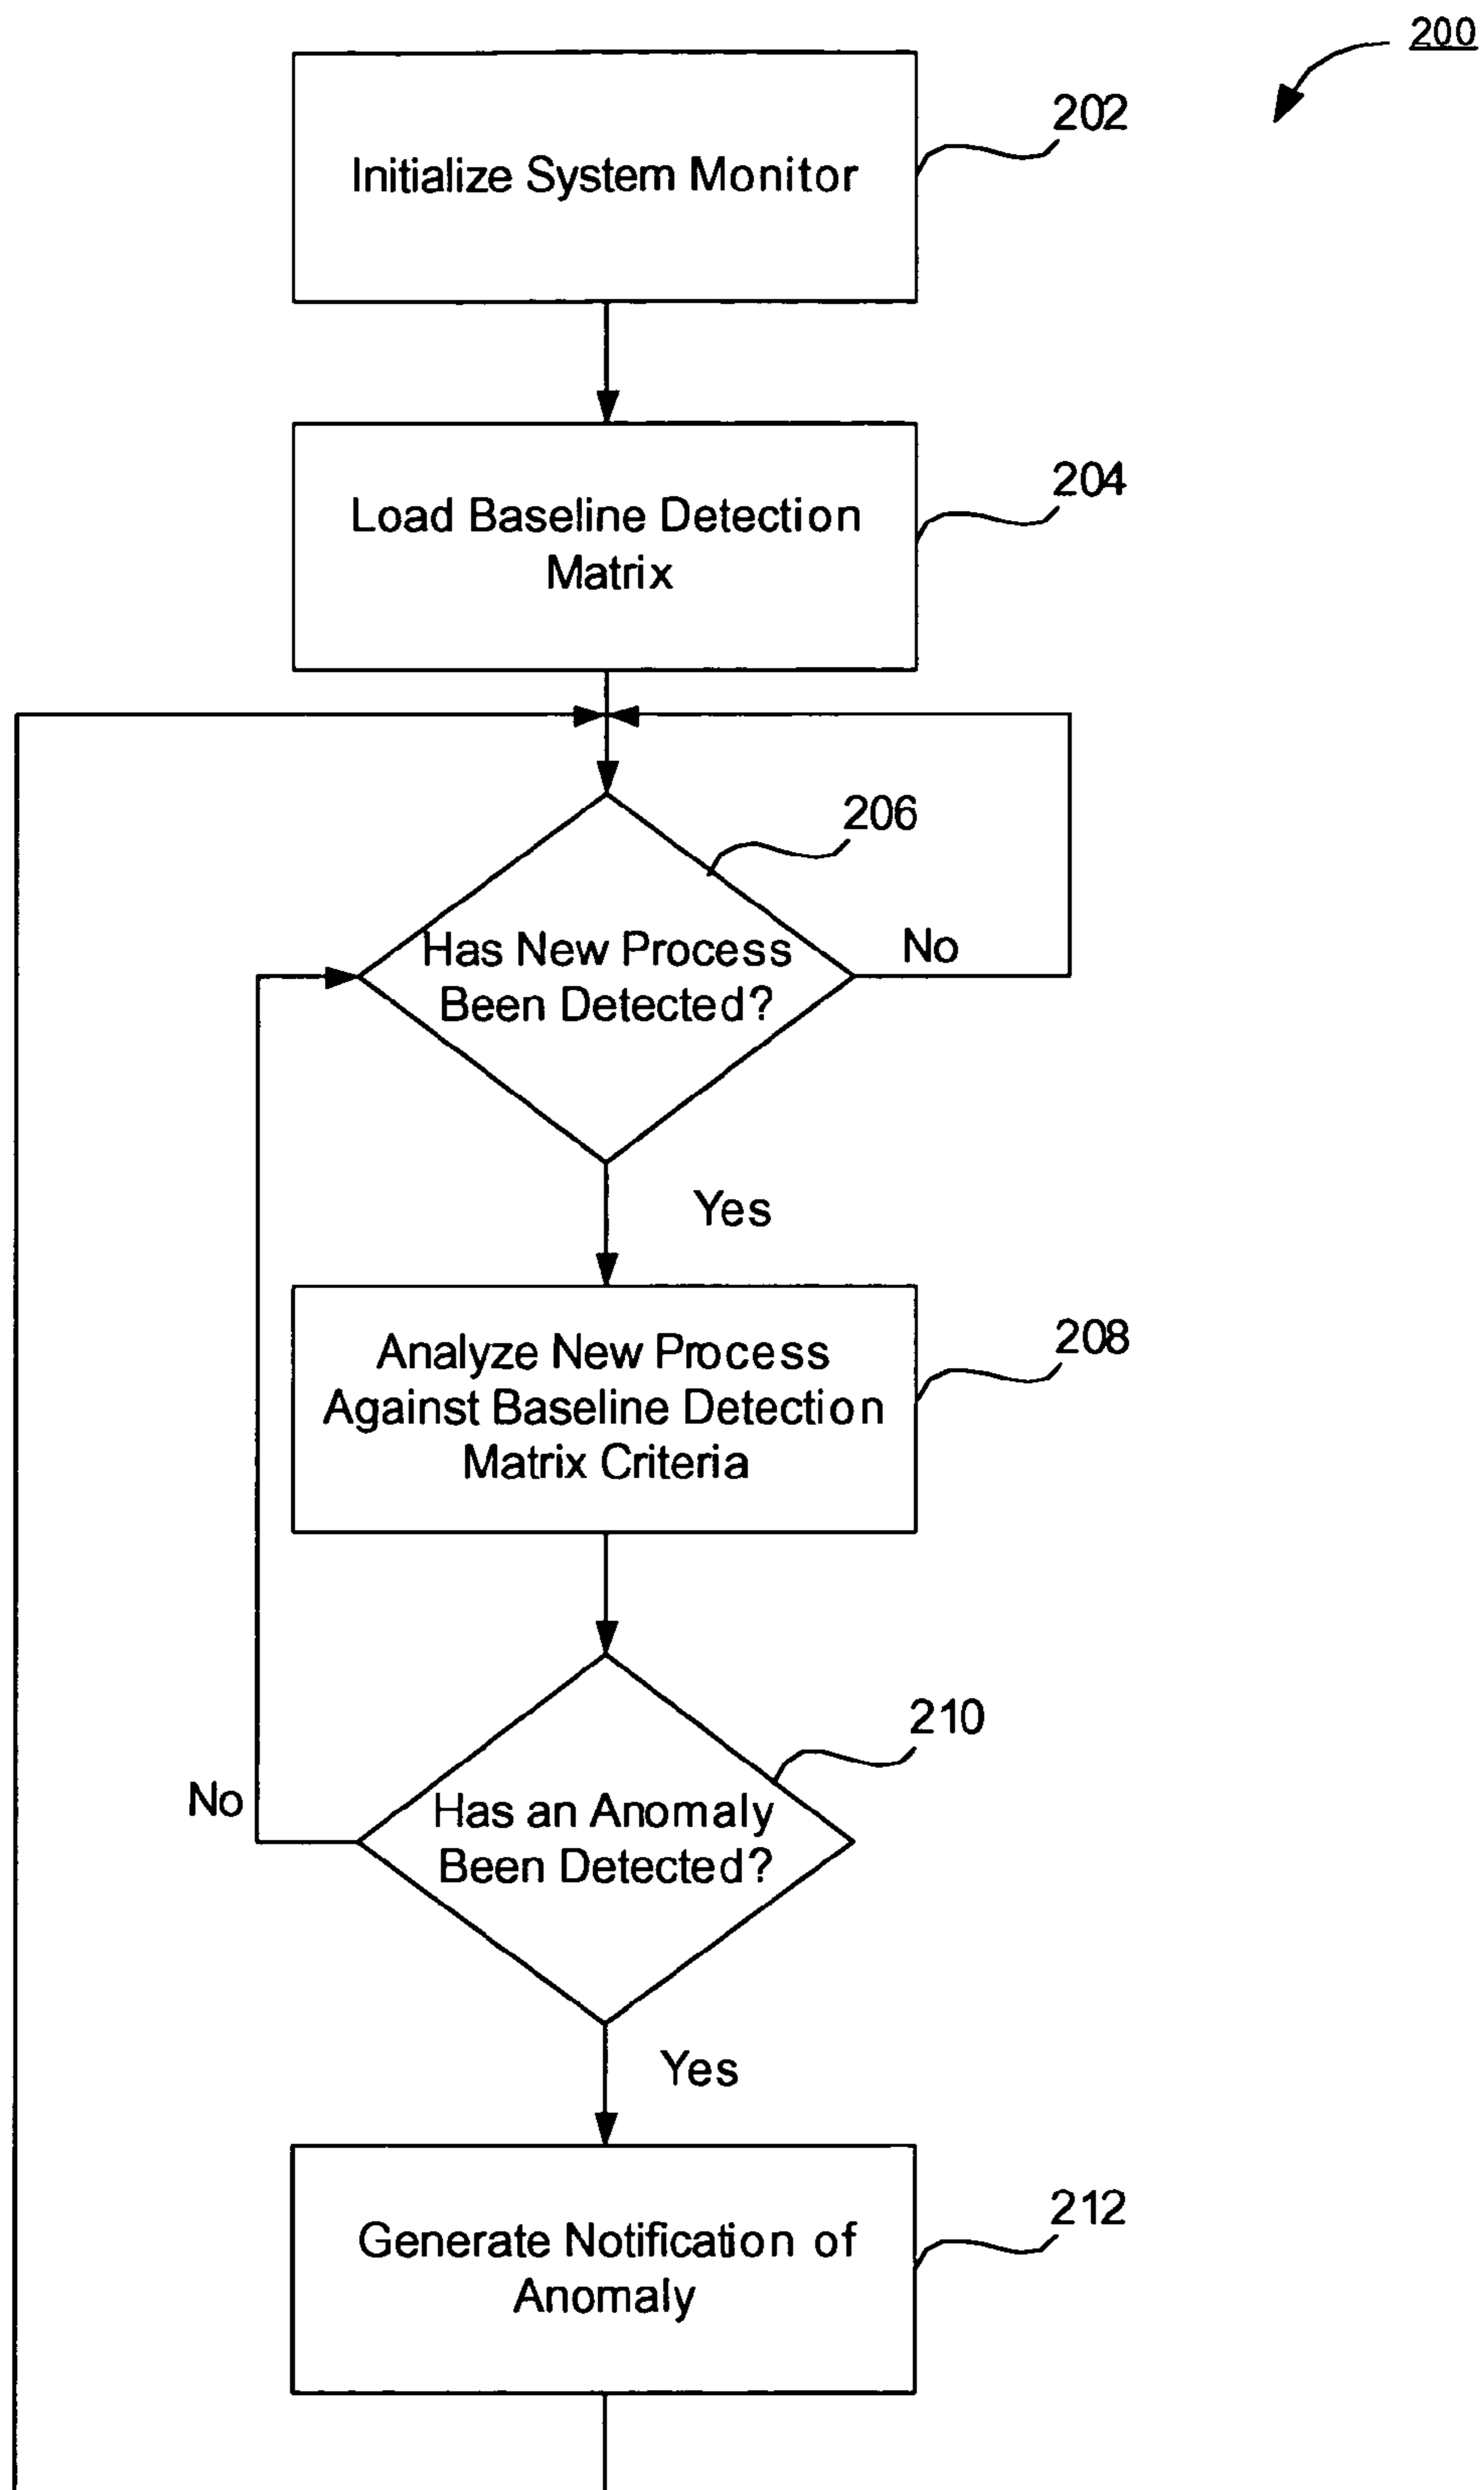 200
202
Initialize System Monitor
204
Load Baseline Detection
Matrix
206
Has New Process
Been Detected?
No
Yes
208
Analyze New Process
Against Baseline Detection
Matrix Criteria
210
Has an Anomaly
Been Detected?
No
Yes
212
Generate Notification of
Anomaly